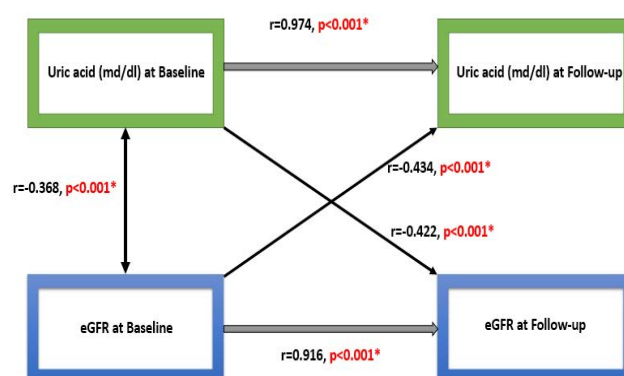 r=0.974, p<0.001*
Uric acid (md/dl) at Baseline
Uric acid (md/dl) at Follow-up
r=-0.434, p<0.001*
r=-0.368, p<0.001*
r=-0.422, p<0.001*
eGFR at Baseline
eGFR at Follow-up
r=0.916, p<0.001*